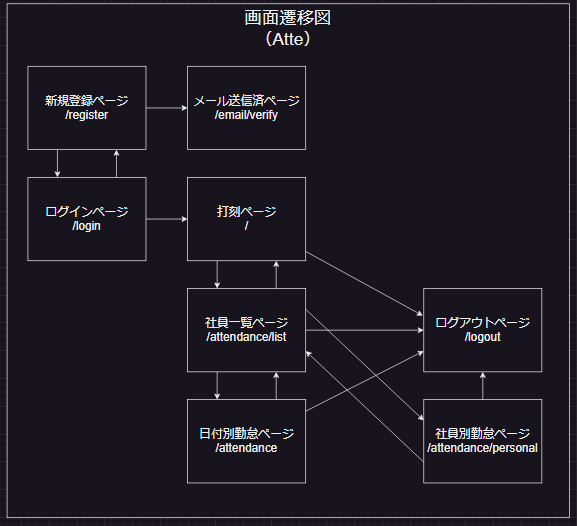 画面遷移図
（Atte）
新規登録ページ
/register
メール送信済ページ
/email/verify
ログインページ
/login
打刻ページ
/
社員一覧ページ
/attendance/list
ログアウトページ
/logout
日付別勤怠ページ
/attendance
社員別勤怠ページ
/attendance/personal